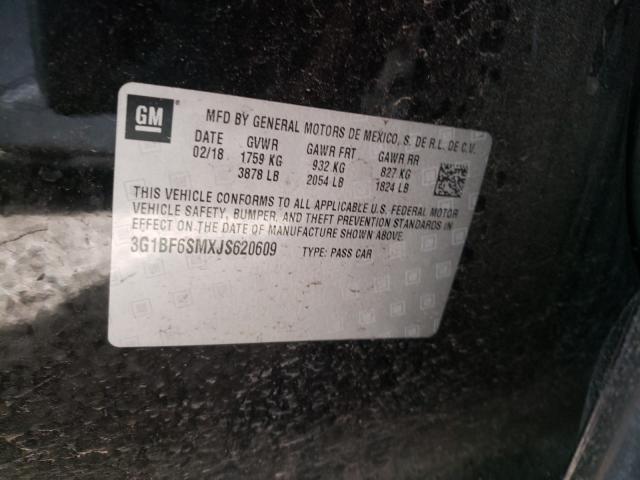 GM ® MFD BY GENERAL MOTORS DE MEXICO, S. DE R.L. DE C.V.
DATE GVWR GAWR FRT GAWR RR
02/18 1759 KG 932 KG 827 KG
3878 LB 2054 LB 1824 LB
THIS VEHICLE CONFORMS TO ALL APPLICABLE U.S. FEDERAL MOTOR
VEHICLE SAFETY, BUMPER, AND THEFT PREVENTION STANDARDS IN
EFFECT ON THE DATE OF MANUFACTURE SHOWN ABOVE.
3G1BF6SMXJS620609 TYPE: PASS CAR